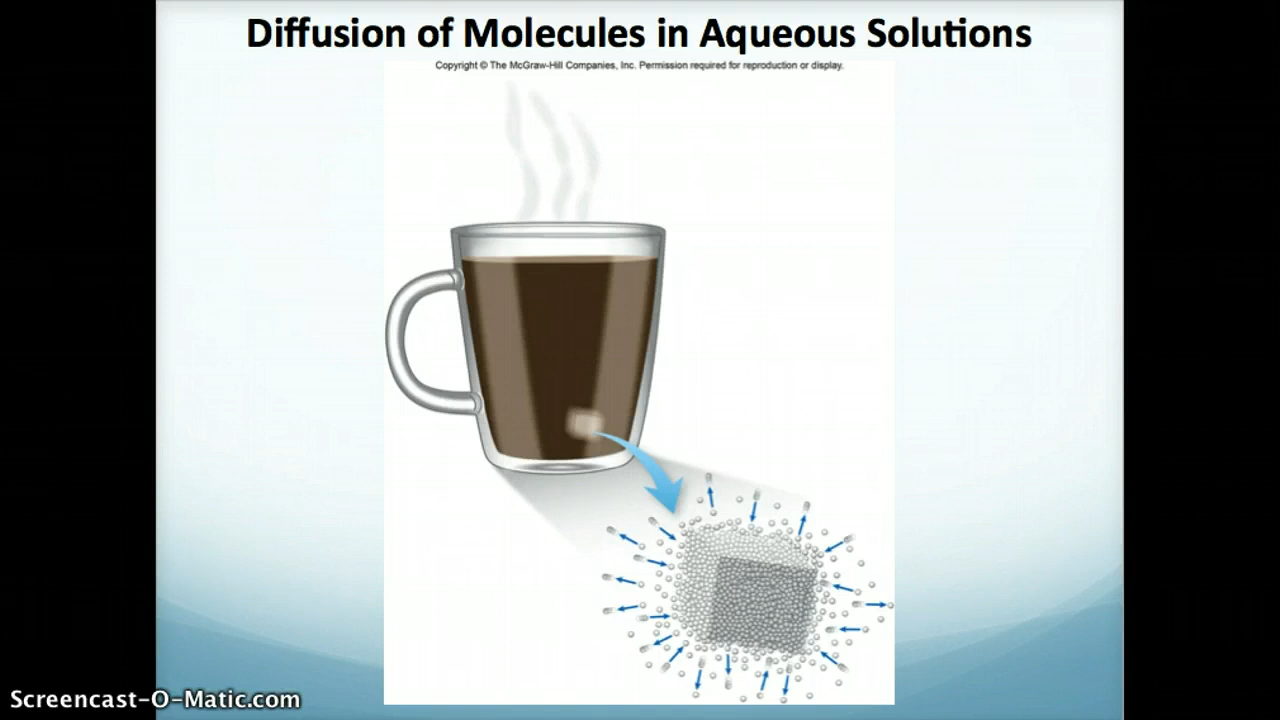 Diffusion of Molecules in Aqueous Solutions
Copyright © The McGraw-Hill Companies, Inc. Permission required for reproduction or display.
Screencast-O-Matic.com